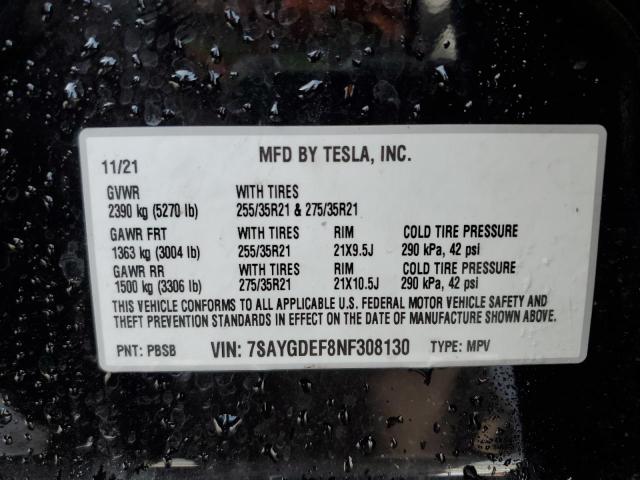 11/21 MFD BY TESLA, INC.
GVWR WITH TIRES
2390 kg (5270 lb) 255/35R21 & 275/35R21
GAWR FRT WITH TIRES RIM COLD TIRE PRESSURE
1363 kg (3004 lb) 255/35R21 21X9.5J 290 kPa, 42 psi
GAWR RR WITH TIRES RIM COLD TIRE PRESSURE
1500 kg (3306 lb) 275/35R21 21X10.5J 290 kPa, 42 psi
THIS VEHICLE CONFORMS TO ALL APPLICABLE U.S. FEDERAL MOTOR VEHICLE SAFETY AND
THEFT PREVENTION STANDARDS IN EFFECT ON THE DATE OF MANUFACTURE SHOWN ABOVE.
PNT: PBSB VIN: 7SAYGDEF8NF308130 TYPE: MPV